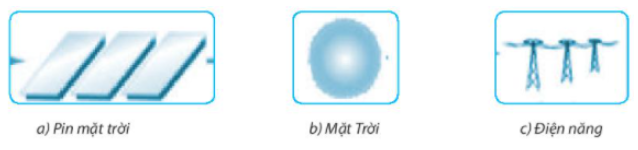 a) Pin mặt trời
b) Mặt Trời
c) Điện năng